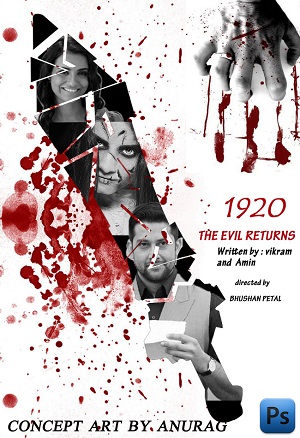 1920
THE EVIL RETURNS
Written by : vikram
and Amin
directed by
BHUSHAN PETAL
CONCEPT ART BY ANURAG
Ps